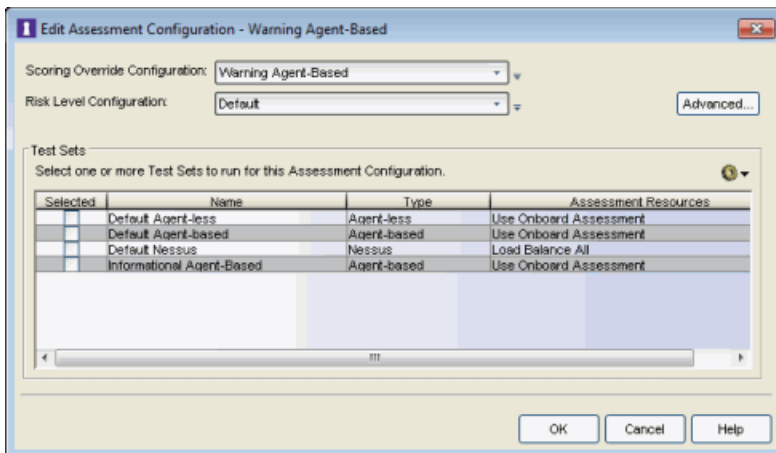 Edit Assessment Configuration - Warning Agent-Based
Scoring Override Configuration: Warning Agent-Based
Risk Level Configuration: Default Advanced...
Test Sets
Select one or more Test Sets to run for this Assessment Configuration.
Selected Name Type Assessment Resources
Default Agent-less Agent-less Use Onboard Assessment
Default Agent-based Agent-based Use Onboard Assessment
Default Nessus Nessus Load Balance All
Informational Agent-Based Agent-based Use Onboard Assessment
OK Cancel Help